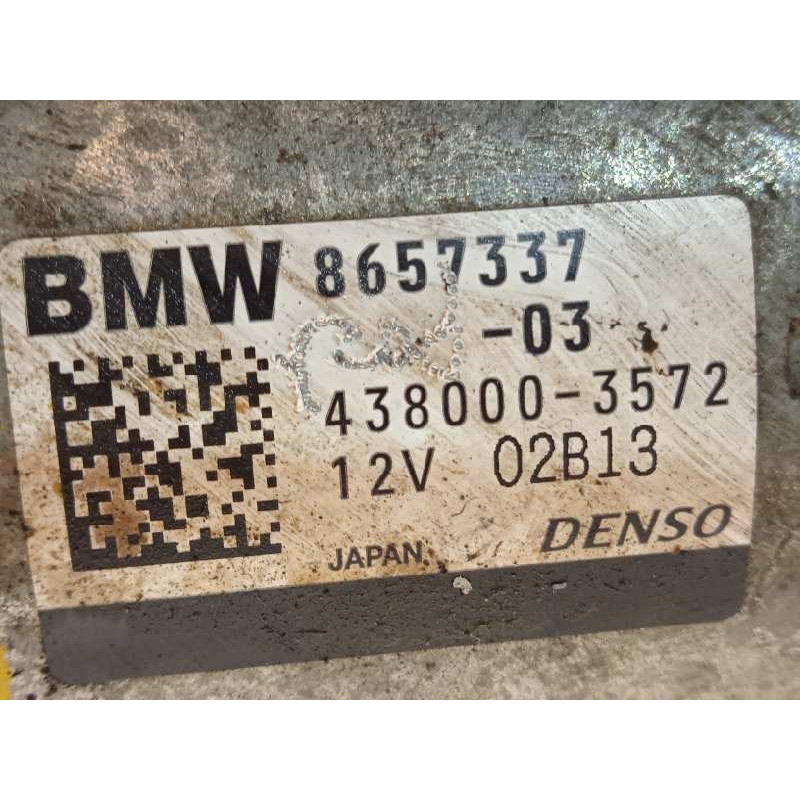 BMW 8657337
-03
438000-3572
12V 02B13
JAPAN. DENSO